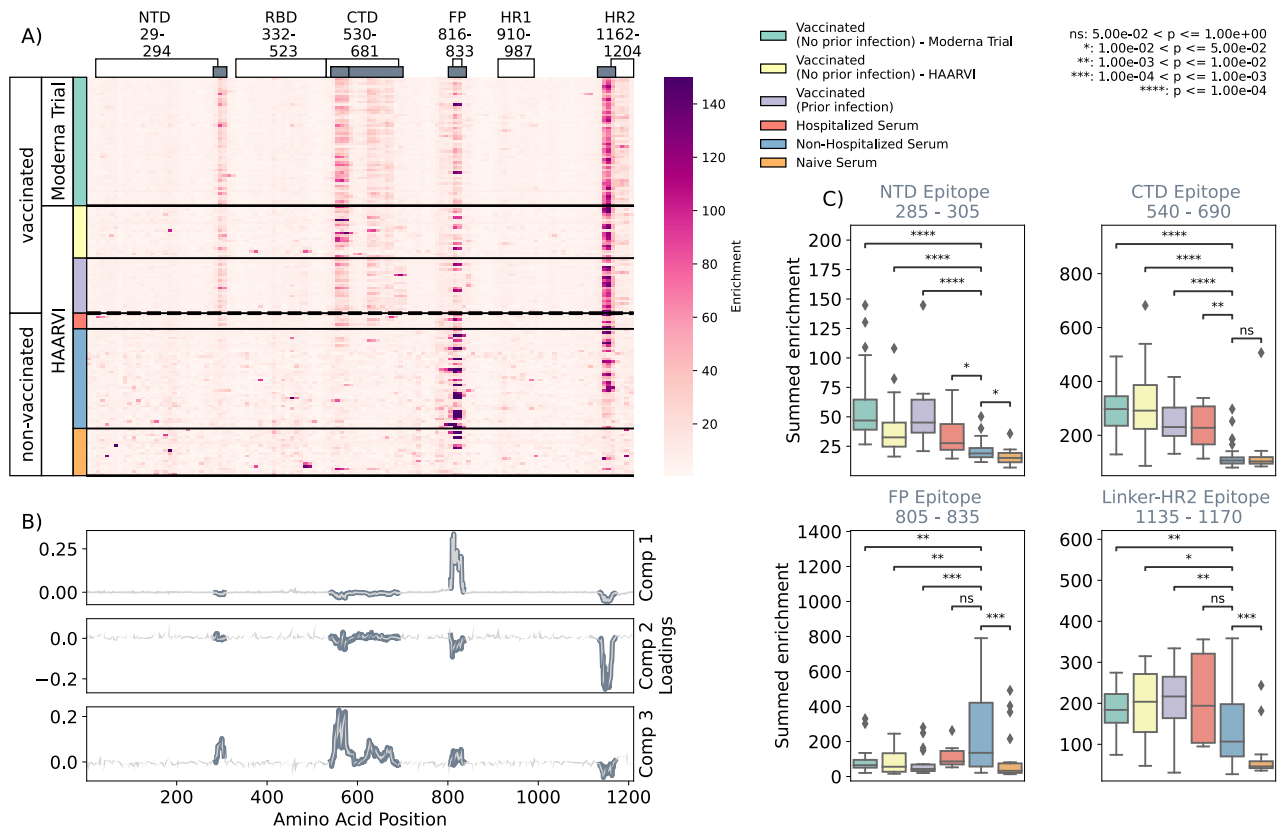 A)
NTD
29-
294
RBD
332-
523
CTD
530-
681
FP
816-
833
HR1
910-
987
HR2
1162-
1204
vaccinated
non-vaccinated
Moderna Trial
HAARVI
140
120
100
80
60
40
20
Enrichment
Vaccinated
(No prior infection) - Moderna Trial
Vaccinated
(No prior infection) - HAARVI
Vaccinated
(Prior infection)
Hospitalized Serum
Non-Hospitalized Serum
Naive Serum
ns: 5.00e-02 < p <= 1.00e+00
*: 1.00e-02 < p <= 5.00e-02
**: 1.00e-03 < p <= 1.00e-02
***: 1.00e-04 < p <= 1.00e-03
****: p <= 1.00e-04
B)
0.25
0.00
Comp 1
0.0
−0.2
Comp 2
0.2
0.0
Comp 3
Loadings
200
400
600
800
1000
1200
Amino Acid Position
C)
NTD Epitope
285 - 305
200
175
150
125
100
75
50
25
Summed enrichment
****
****
****
*
*
CTD Epitope
540 - 690
800
600
400
200
****
****
****
**
ns
FP Epitope
805 - 835
1400
1200
1000
800
600
400
200
0
Summed enrichment
**
**
***
ns
***
Linker-HR2 Epitope
1135 - 1170
600
500
400
300
200
100
**
*
**
ns
***